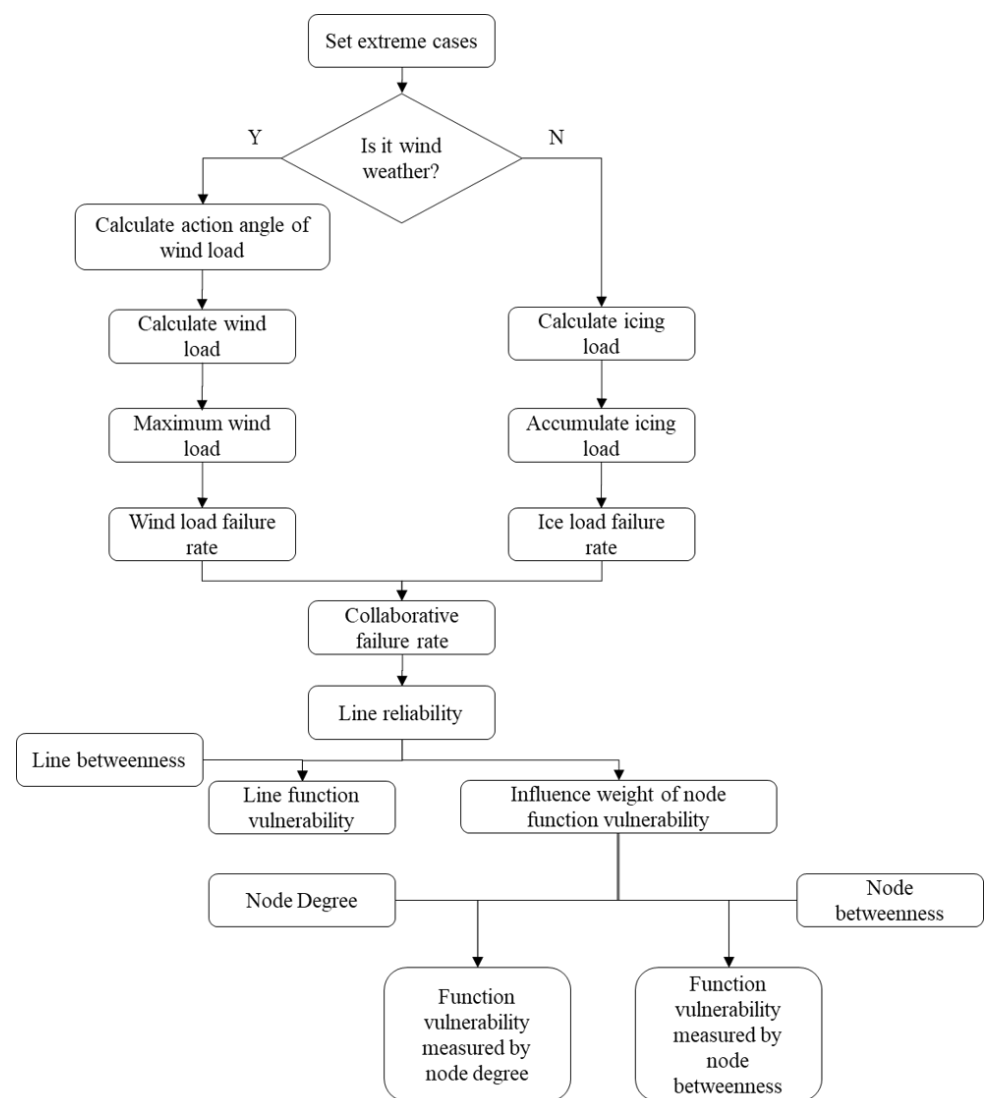 Set extreme cases
Y
N
Is it wind
weather?
Calculate action angle of
wind load
Calculate wind
load
Calculate icing
load
Maximum wind
load
Accumulate icing
load
Wind load failure
rate
Ice load failure
rate
Collaborative
failure rate
Line reliability
Line betweenness
Line function
vulnerability
Influence weight of node
function vulnerability
Node Degree
Node
betweenness
Function
vulnerability
measured by
node degree
Function
vulnerability
measured by
node
betweenness